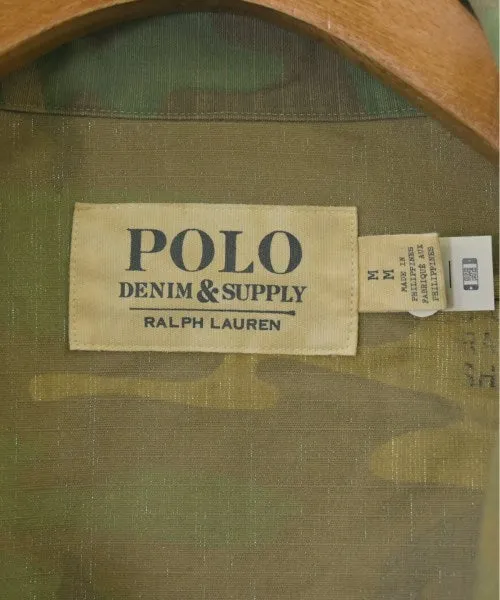 POLO
DENIM & SUPPLY
RALPH LAUREN
M
M
MADE IN
PHILIPPINES
FABRIQUÉ AUX
PHILIPPINES